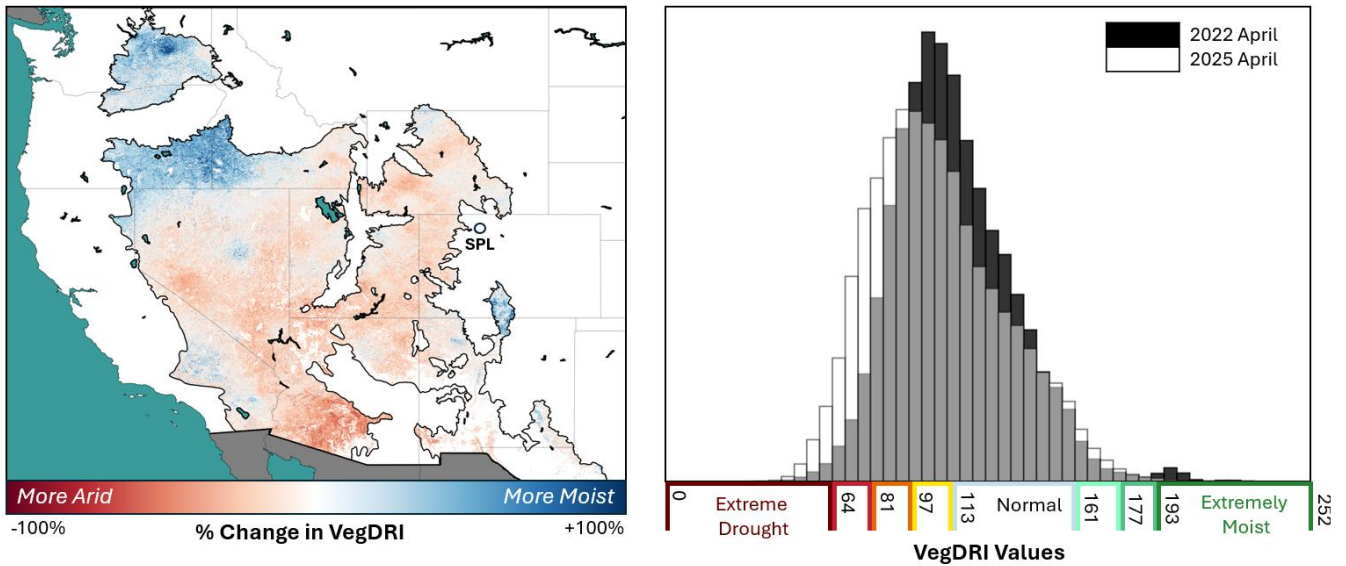 SPL
More Arid
More Moist
-100%
% Change in VegDRI
+100%
2022 April
2025 April
0
Extreme
Drought
64
81
97
113
Normal
161
177
193
Extremely
Moist
252
VegDRI Values